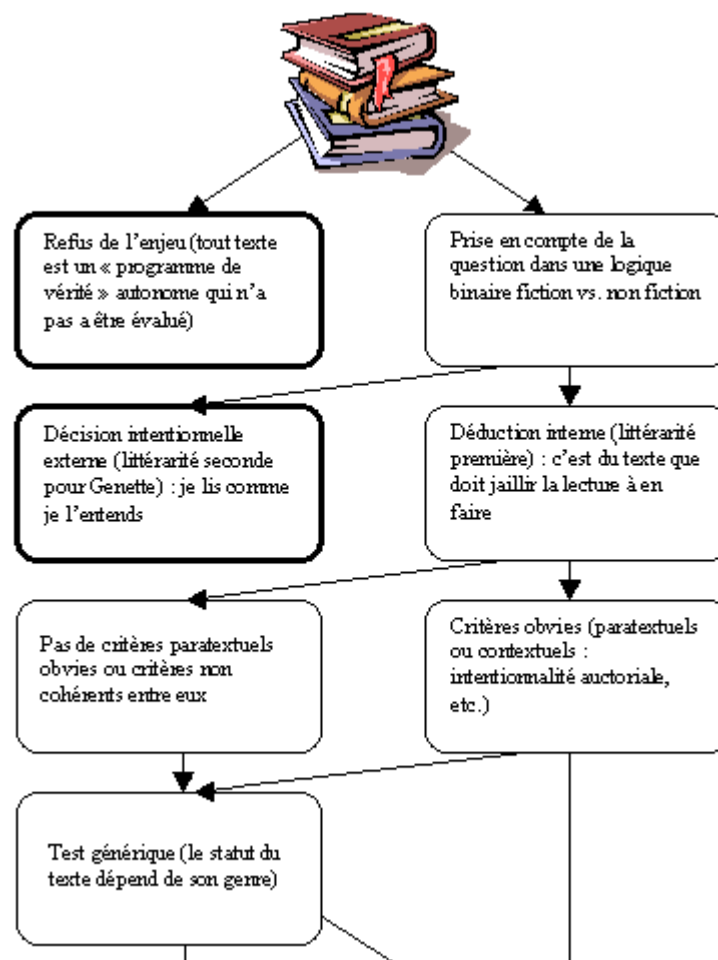 Refus de l’enjeu (tout texte
est un « programme de
vérité » autonome qui n’a
pas a être évalué)
Prise en compte de la
question dans une logique
binaire fiction vs. non fiction
Décision intentionnelle
externe (littérarité seconde
pour Genette) : je lis comme
je l’entends
Déduction interne (littérarité
première) : c’est du texte que
doit jaillir la lecture à en
faire
Pas de critères paratextuels
obvies ou critères non
cohérents entre eux
Critères obvies (paratextuels
ou contextuels :
intentionnalité auctoriale,
etc.)
Test générique (le statut du
texte dépend de son genre)